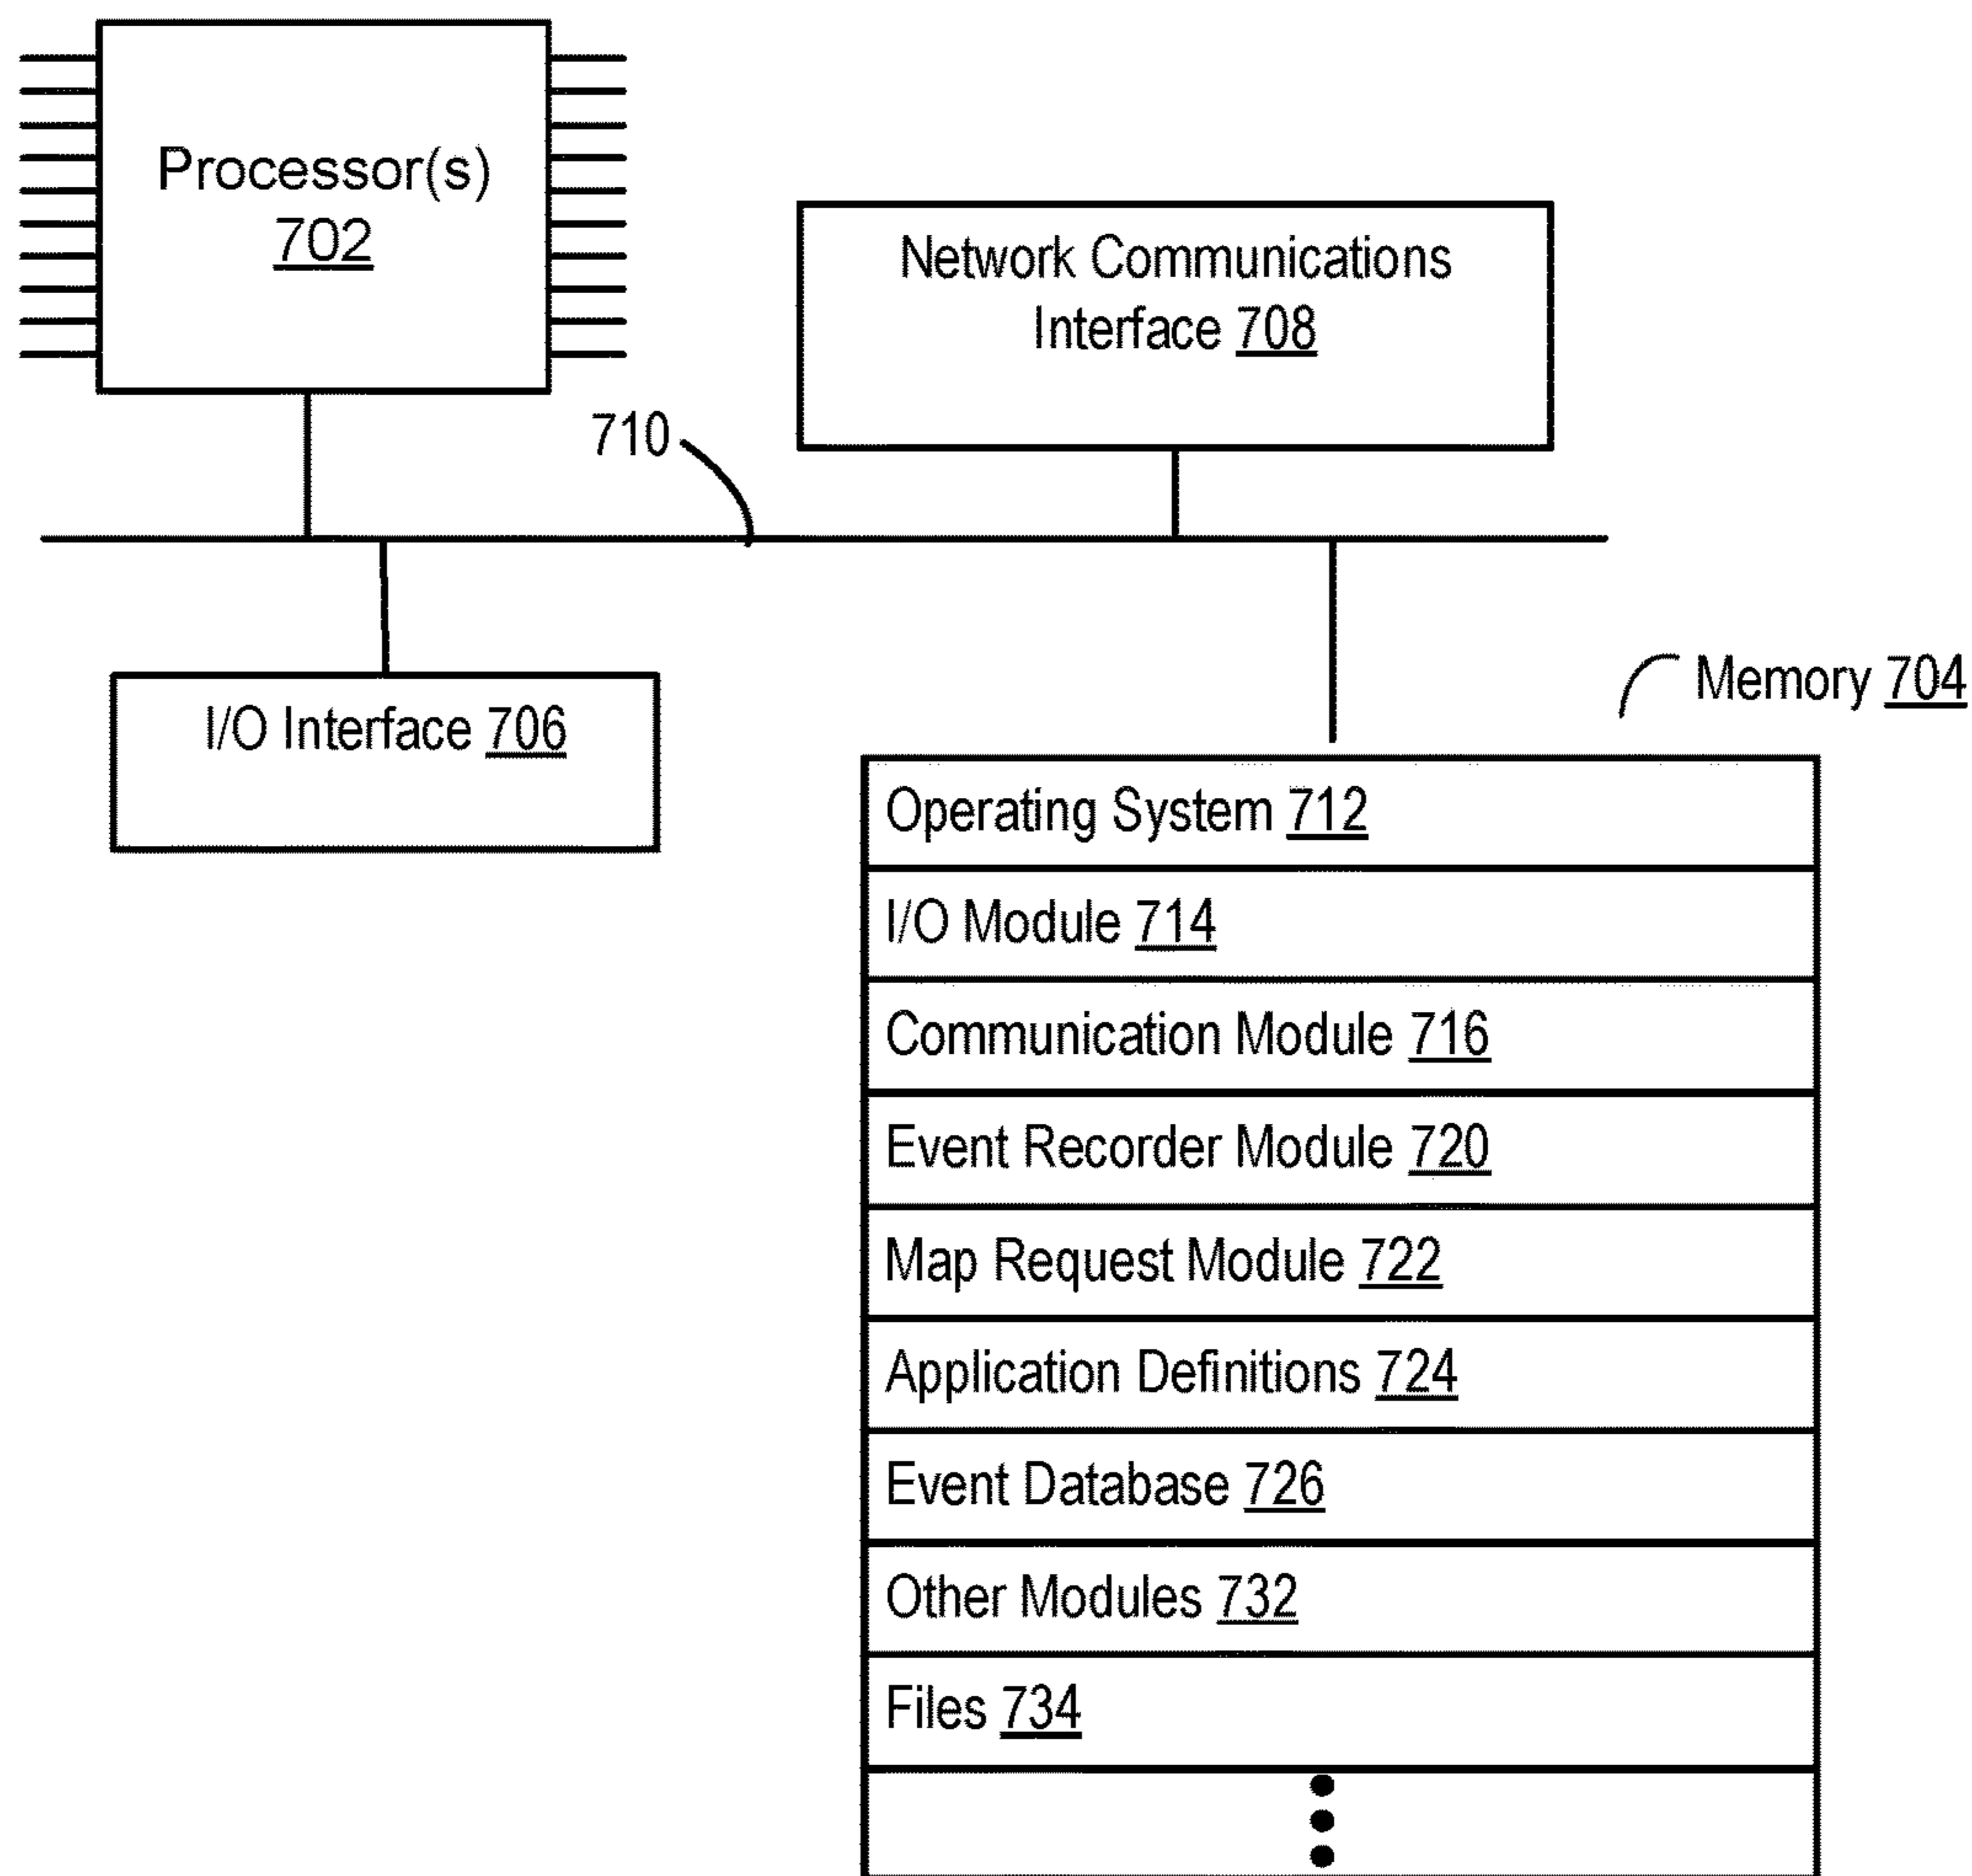 Processor(s)
702
Network Communications
Interface 708
710
I/O Interface 706
Memory 704
Operating System 712
I/O Module 714
Communication Module 716
Event Recorder Module 720
Map Request Module 722
Application Definitions 724
Event Database 726
Other Modules 732
Files 734